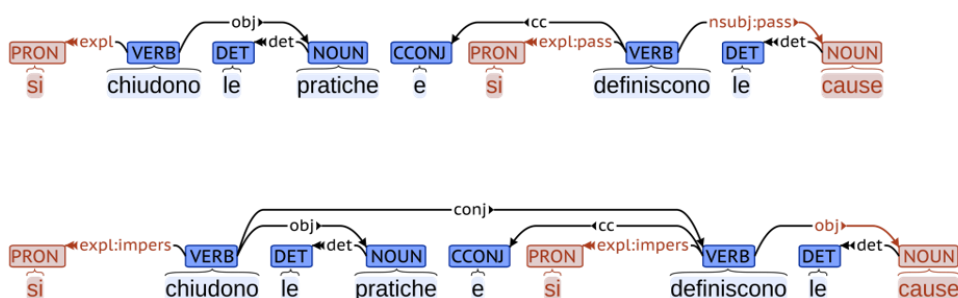 obj cc nsubj:pass
expl det expl:pass det
PRON VERB DET NOUN CCONJ PRON VERB DET NOUN
si chiudono le pratiche e si definiscono le cause
conj
obj cc obj
expl:impers det expl:impers det
PRON VERB DET NOUN CCONJ PRON VERB DET NOUN
si chiudono le pratiche e si definiscono le cause